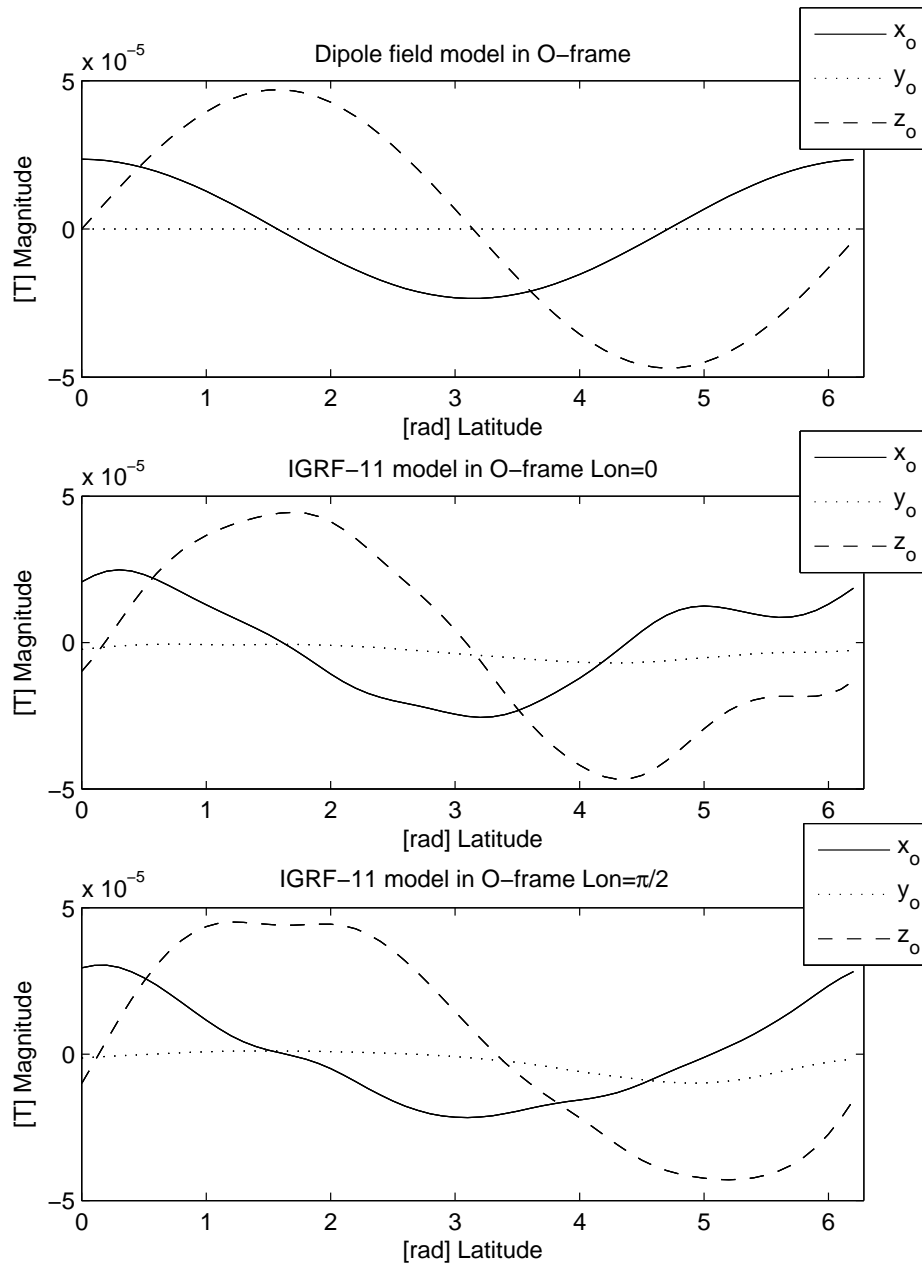 x 10⁻⁵
Dipole field model in O−frame
x_o
y_o
z_o
5
0
−5
[T] Magnitude
0 1 2 3 4 5 6
[rad] Latitude
x 10⁻⁵
IGRF−11 model in O−frame Lon=0
x_o
y_o
z_o
5
0
−5
[T] Magnitude
0 1 2 3 4 5 6
[rad] Latitude
x 10⁻⁵
IGRF−11 model in O−frame Lon=π/2
x_o
y_o
z_o
5
0
−5
[T] Magnitude
0 1 2 3 4 5 6
[rad] Latitude